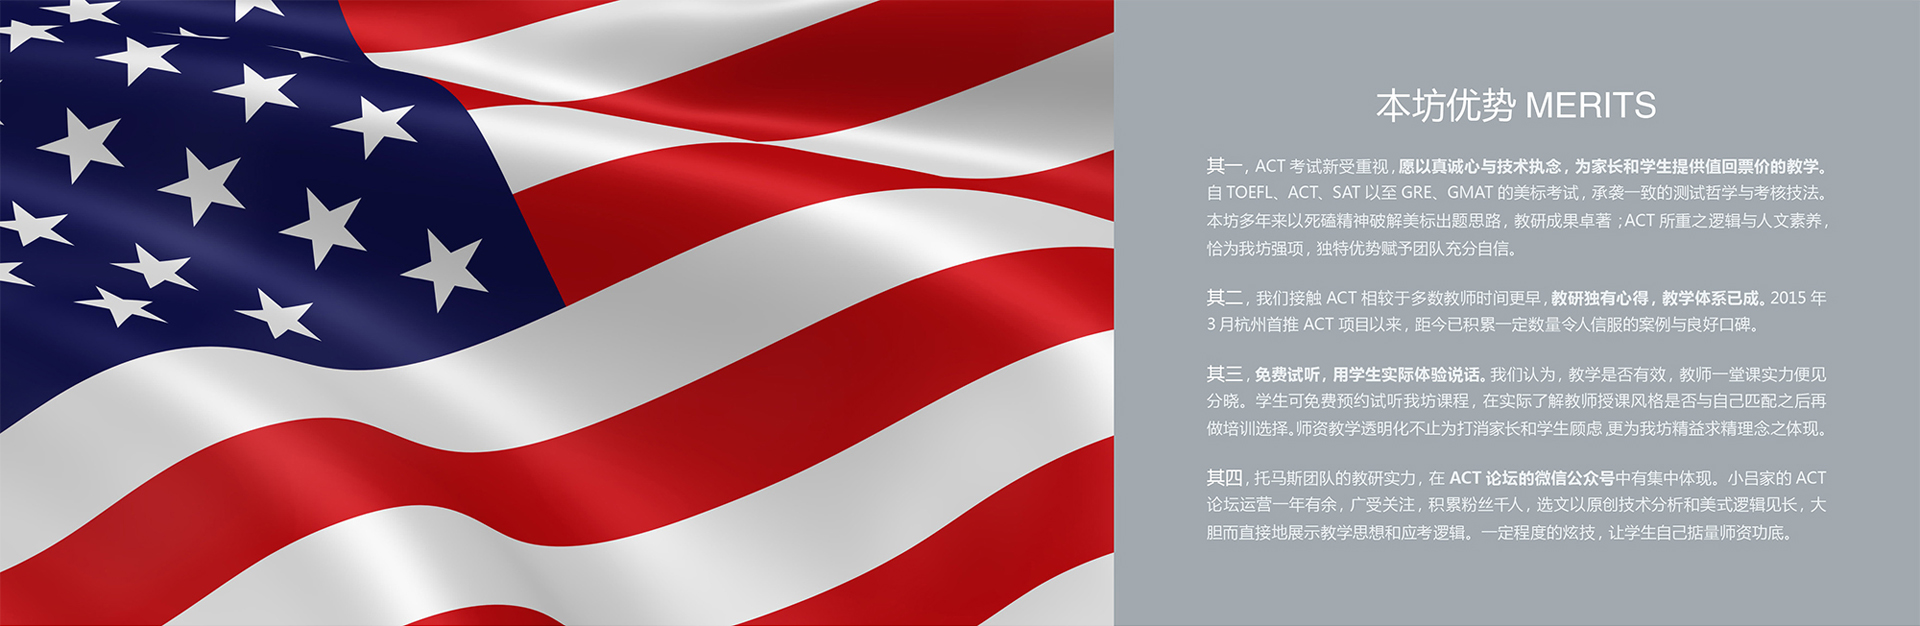 本坊优势 MERITS
其一，ACT 考试新受重视，愿以真诚心与技术执念，为家长和学生提供值回票价的教学。
自 TOEFL、ACT、SAT 以至 GRE、GMAT 的美标考试，承袭一致的测试哲学与考核技法。
本坊多年来以死磕精神破解美标出题思路，教研成果卓著；ACT 所重之逻辑与人文素养，
恰为我坊强项，独特优势赋予团队充分自信。
其二，我们接触 ACT 相较于多数教师时间更早，教研独有心得，教学体系已成。2015 年
3 月杭州首推 ACT 项目以来，距今已积累一定数量令人信服的案例与良好口碑。
其三，免费试听，用学生实际体验说话。我们认为，教学是否有效，教师一堂课实力便见
分晓。学生可免费预约试听我坊课程，在实际了解教师授课风格是否与自己匹配之后再
做培训选择。师资教学透明化不止为打消家长和学生顾虑，更为我坊精益求精理念之体现。
其四，托马斯团队的教研实力，在 ACT 论坛的微信公众号中有集中体现。小吕家的 ACT
论坛运营一年有余，广受关注，积累粉丝千人，选文以原创技术分析和美式逻辑见长，大
胆而直接地展示教学思想和应考逻辑。一定程度的炫技，让学生自己掂量师资功底。